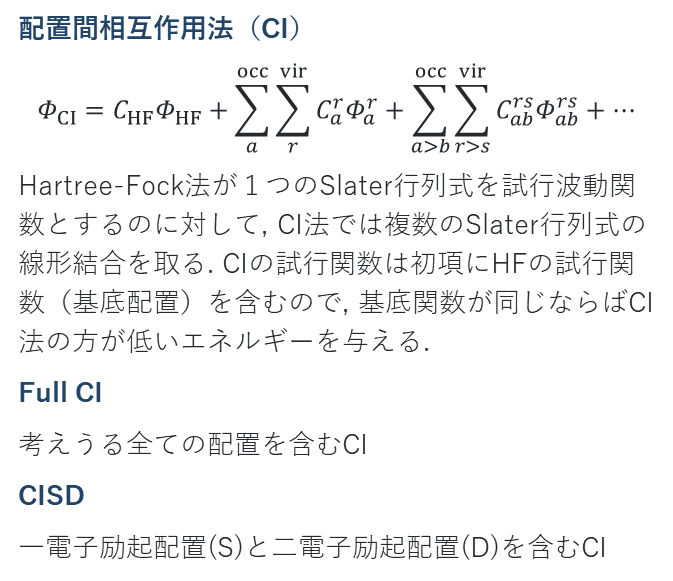 配置間相互作用法（CI）
occ vir occ vir
Φ_CI = C_HF Φ_HF + ∑∑ C_a^r Φ_a^r + ∑∑ C_ab^rs Φ_ab^rs + ⋯
a r a>b r>s
Hartree-Fock法が１つのSlater行列式を試行波動関
数とするのに対して, CI法では複数のSlater行列式の
線形結合を取る. CIの試行関数は初項にHFの試行関
数（基底配置）を含むので, 基底関数が同じならばCI
法の方が低いエネルギーを与える.
Full CI
考えうる全ての配置を含むCI
CISD
一電子励起配置(S)と二電子励起配置(D)を含むCI